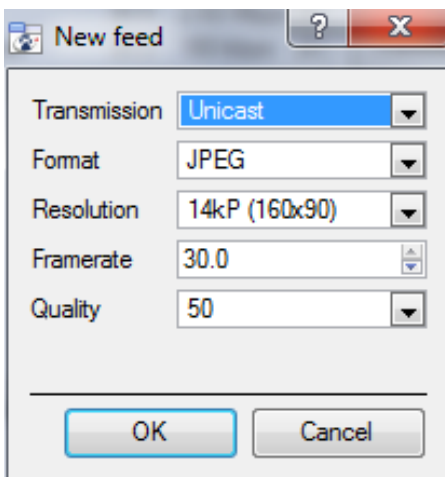 New feed
?
Transmission Unicast
Format JPEG
Resolution 14kP (160x90)
Framerate 30.0
Quality 50
OK Cancel